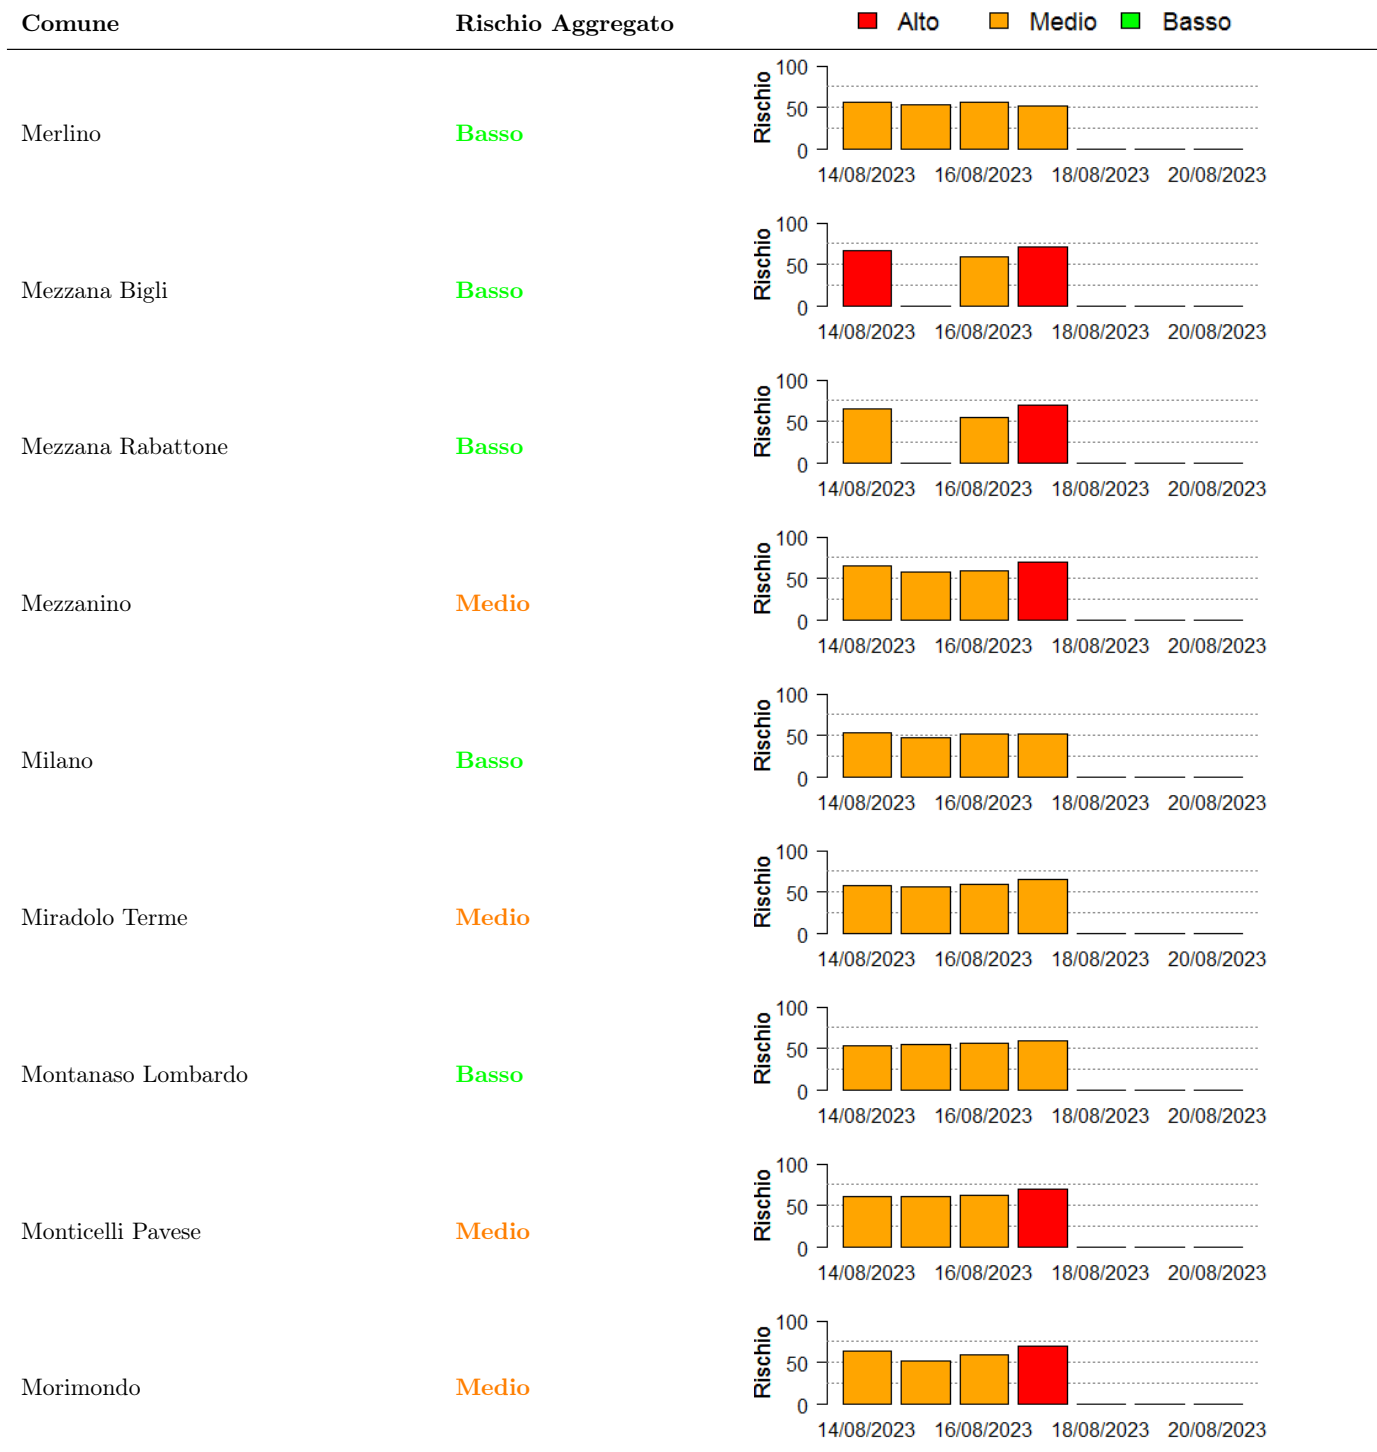 Comune Rischio Aggregato Alto Medio Basso
100
50
0
Rischio
Merlino Basso
14/08/2023 16/08/2023 18/08/2023 20/08/2023
100
50
0
Rischio
Mezzana Bigli Basso
14/08/2023 16/08/2023 18/08/2023 20/08/2023
100
50
0
Rischio
Mezzana Rabattone Basso
14/08/2023 16/08/2023 18/08/2023 20/08/2023
100
50
0
Rischio
Mezzanino Medio
14/08/2023 16/08/2023 18/08/2023 20/08/2023
100
50
0
Rischio
Milano Basso
14/08/2023 16/08/2023 18/08/2023 20/08/2023
100
50
0
Rischio
Miradolo Terme Medio
14/08/2023 16/08/2023 18/08/2023 20/08/2023
100
50
0
Rischio
Montanaso Lombardo Basso
14/08/2023 16/08/2023 18/08/2023 20/08/2023
100
50
0
Rischio
Monticelli Pavese Medio
14/08/2023 16/08/2023 18/08/2023 20/08/2023
100
50
0
Rischio
Morimondo Medio
14/08/2023 16/08/2023 18/08/2023 20/08/2023